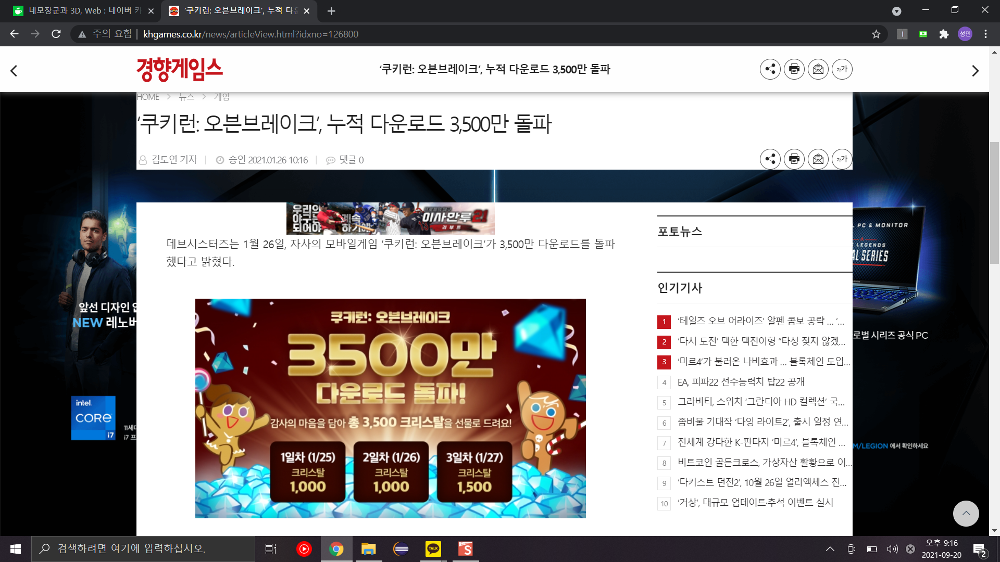 네모장군과 3D, Web : 네이버 카
‘쿠키런: 오븐브레이크’, 누적 다운
주의 요함 | khgames.co.kr/news/articleView.html?idxno=126800
성민
경향게임스
‘쿠키런: 오븐브레이크’, 누적 다운로드 3,500만 돌파
가가
HOME > 뉴스 > 게임
‘쿠키런: 오븐브레이크’, 누적 다운로드 3,500만 돌파
김도연 기자 | 승인 2021.01.26 10:16 | 댓글 0
가가
우리의
야구는
되어야
계속
하기에
프로젝트야구
이사만루21
리부트
데브시스터즈는 1월 26일, 자사의 모바일게임 ‘쿠키런: 오븐브레이크’가 3,500만 다운로드를 돌파
했다고 밝혔다.
쿠키런: 오븐브레이크
3500만
다운로드 돌파!
감사의 마음을 담아 총 3,500 크리스탈을 선물로 드려요!
1일차 (1/25)
크리스탈
1,000
2일차 (1/26)
크리스탈
1,000
3일차 (1/27)
크리스탈
1,500
포토뉴스
인기기사
1 ‘테일즈 오브 어라이즈’ 알펜 콤보 공략 ... ‘...
2 ‘다시 도전’ 택한 택진이형 “타성 젖지 않겠...
3 ‘미르4’가 불러온 나비효과 ... 블록체인 도입...
4 EA, 피파22 선수능력치 탑22 공개
5 그라비티, 스위치 ‘그란디아 HD 컬렉션’ 국...
6 좀비물 기대작 ‘다잉 라이트2’, 출시 일정 연...
7 전세계 강타한 K-판타지 ‘미르4’, 블록체인 ...
8 비트코인 골든크로스, 가상자산 활황으로 이...
9 ‘다키스트 던전2’, 10월 26일 얼리엑세스 진...
10 ‘거상’, 대규모 업데이트·추석 이벤트 실시
앞선 디자인
NEW 레노버
intel.
CORE
i7
11세대
i7 프
PC & MONITOR
LEGENDS
AL SERIES
로벌 시리즈 공식 PC
M/LEGION 에서 확인하세요
검색하려면 여기에 입력하십시오.
TALK
S
오후 9:16
2021-09-20
2